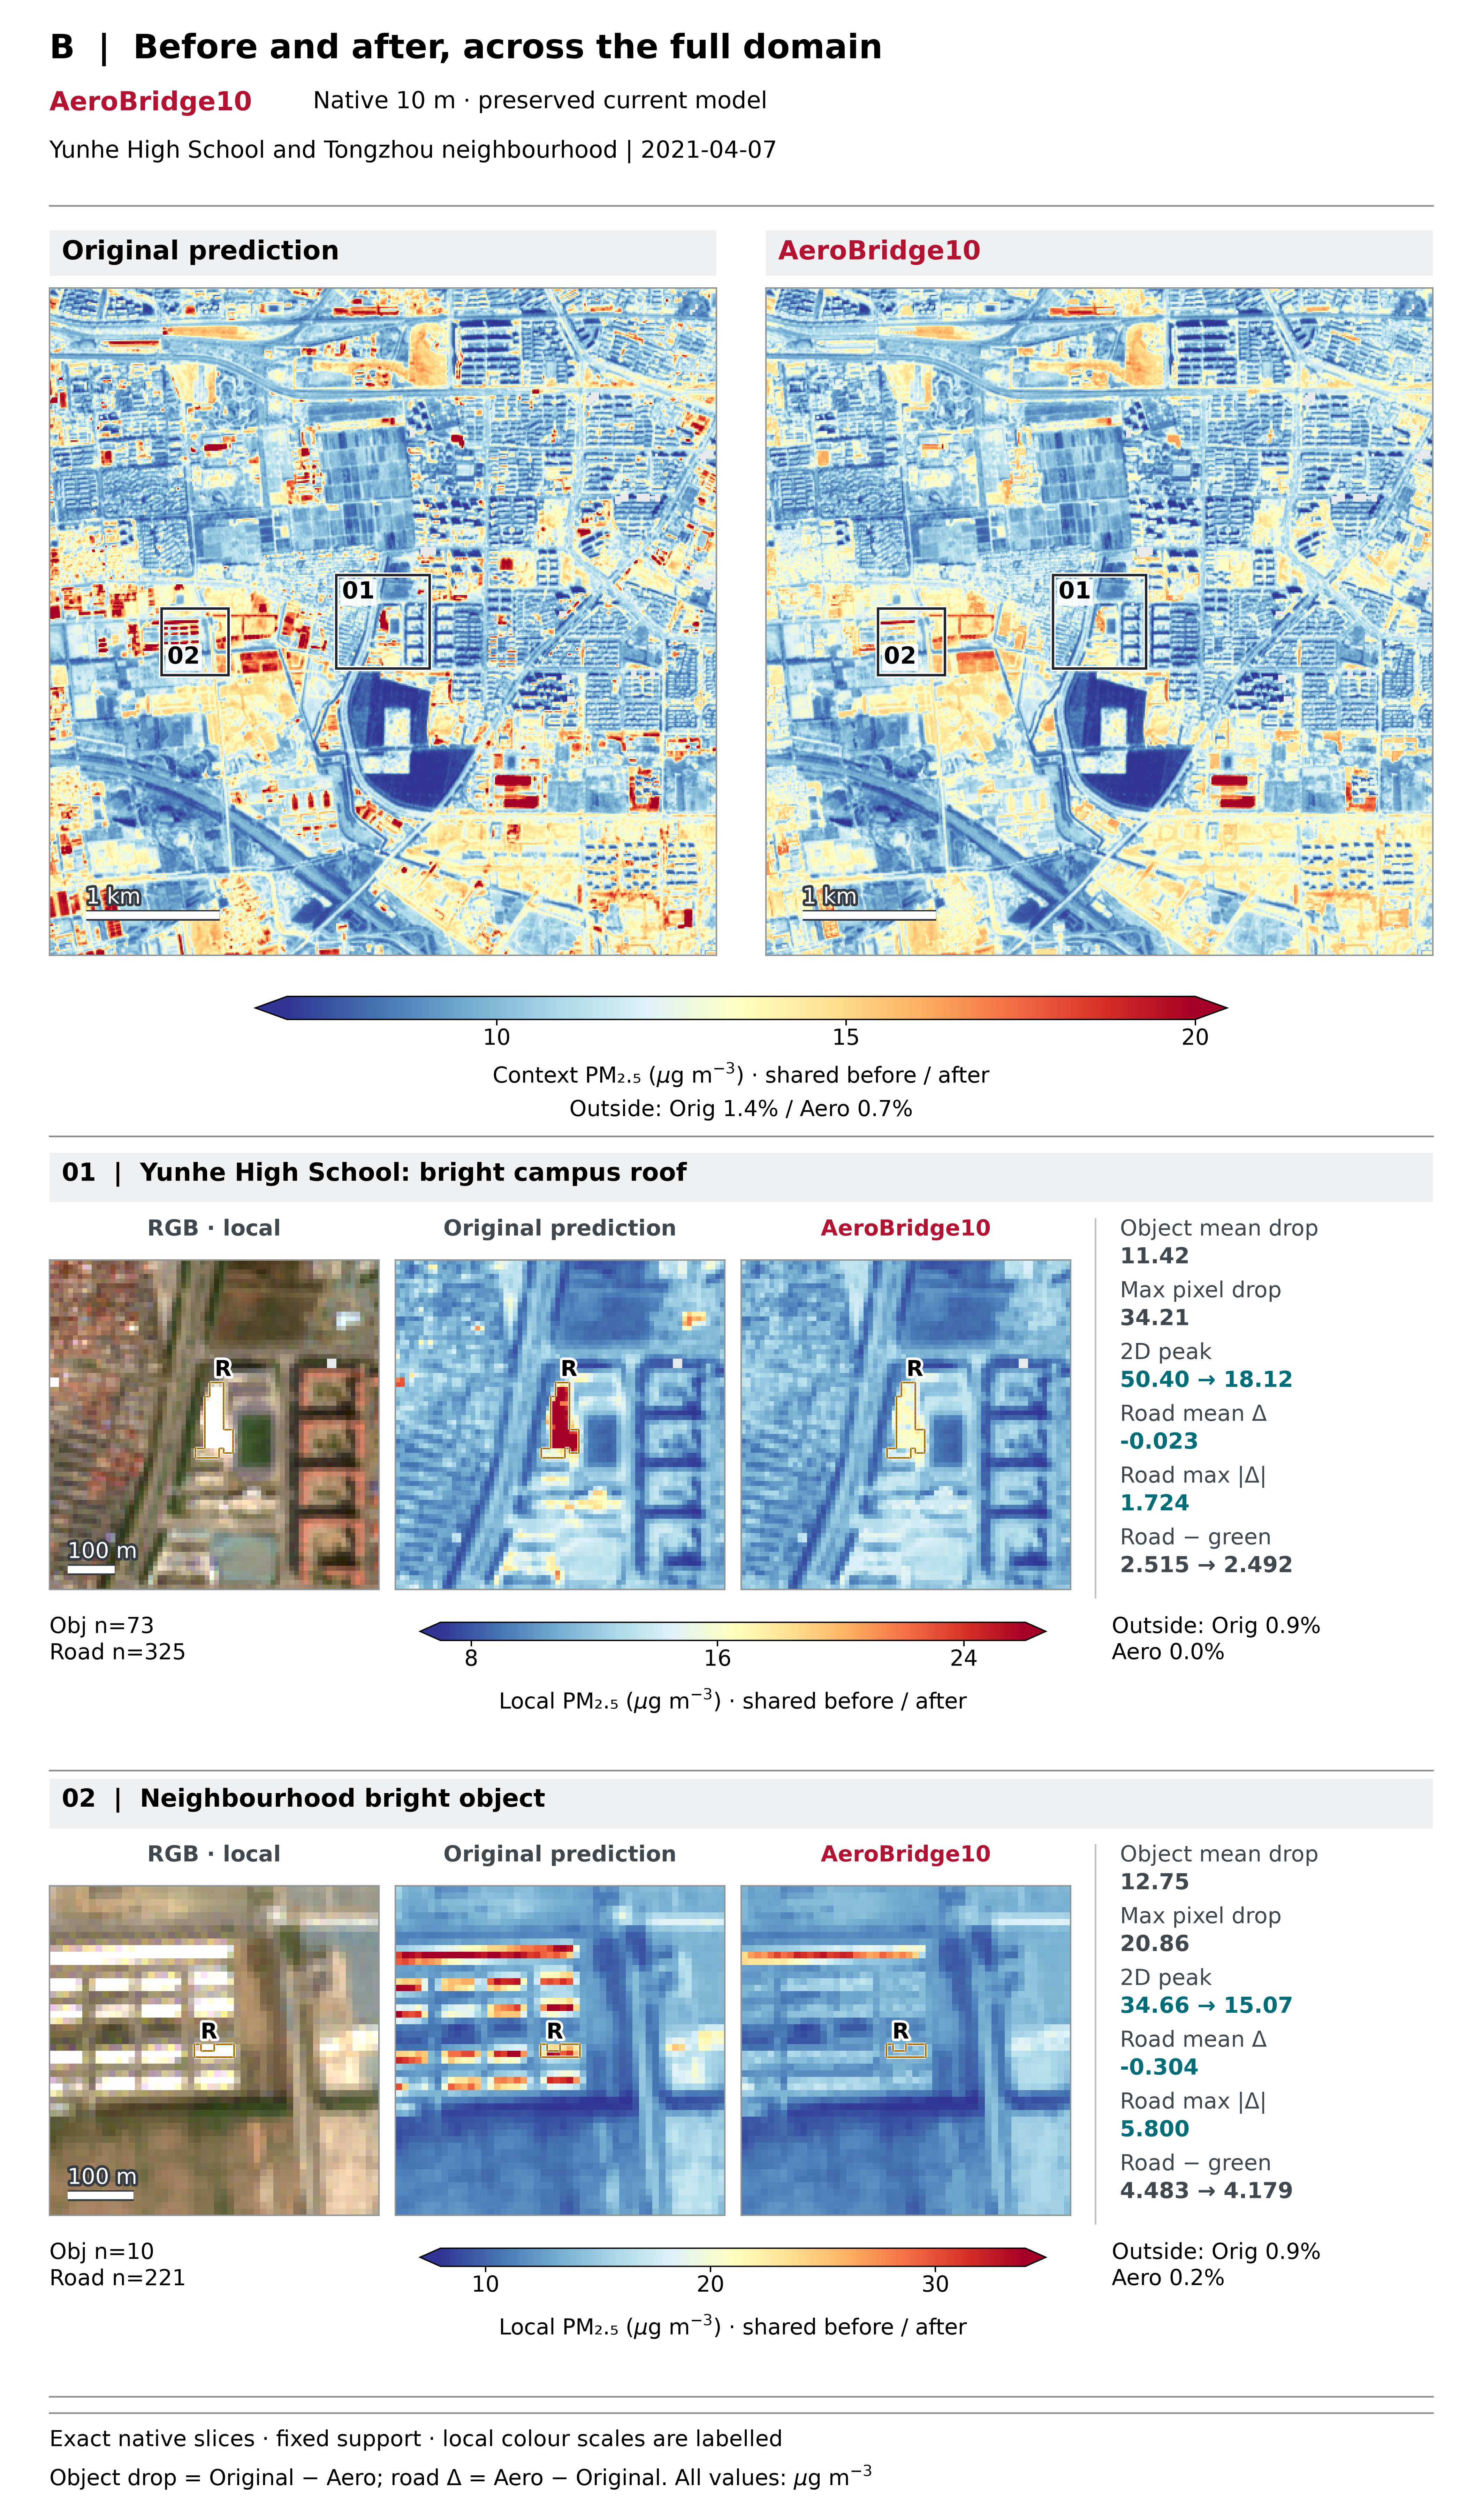 B | Before and after, across the full domain
AeroBridge10 Native 10 m · preserved current model
Yunhe High School and Tongzhou neighbourhood | 2021-04-07
Original prediction
AeroBridge10
01
02
1 km
01
02
1 km
10 15 20
Context PM₂.₅ (μg m⁻³) · shared before / after
Outside: Orig 1.4% / Aero 0.7%
01 | Yunhe High School: bright campus roof
RGB · local
Original prediction
AeroBridge10
R
100 m
R
R
Object mean drop
11.42
Max pixel drop
34.21
2D peak
50.40 → 18.12
Road mean Δ
-0.023
Road max |Δ|
1.724
Road − green
2.515 → 2.492
Obj n=73
Road n=325
8 16 24
Local PM₂.₅ (μg m⁻³) · shared before / after
Outside: Orig 0.9%
Aero 0.0%
02 | Neighbourhood bright object
RGB · local
Original prediction
AeroBridge10
R
100 m
R
R
Object mean drop
12.75
Max pixel drop
20.86
2D peak
34.66 → 15.07
Road mean Δ
-0.304
Road max |Δ|
5.800
Road − green
4.483 → 4.179
Obj n=10
Road n=221
10 20 30
Local PM₂.₅ (μg m⁻³) · shared before / after
Outside: Orig 0.9%
Aero 0.2%
Exact native slices · fixed support · local colour scales are labelled
Object drop = Original − Aero; road Δ = Aero − Original. All values: μg m⁻³